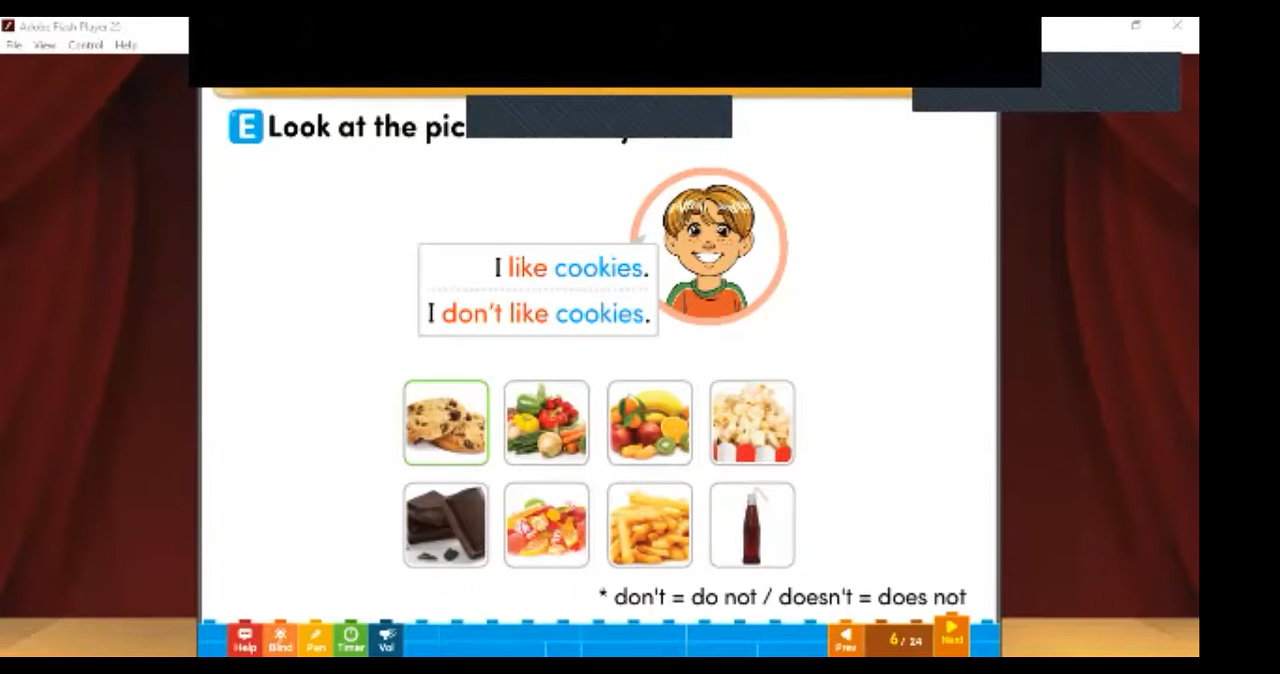 Adobe Flash Player 25
File View Control Help
E Look at the pic
I like cookies.
I don't like cookies.
* don't = do not / doesn't = does not
Help Blind Pen Timer Vol Prev 6 / 24 Next